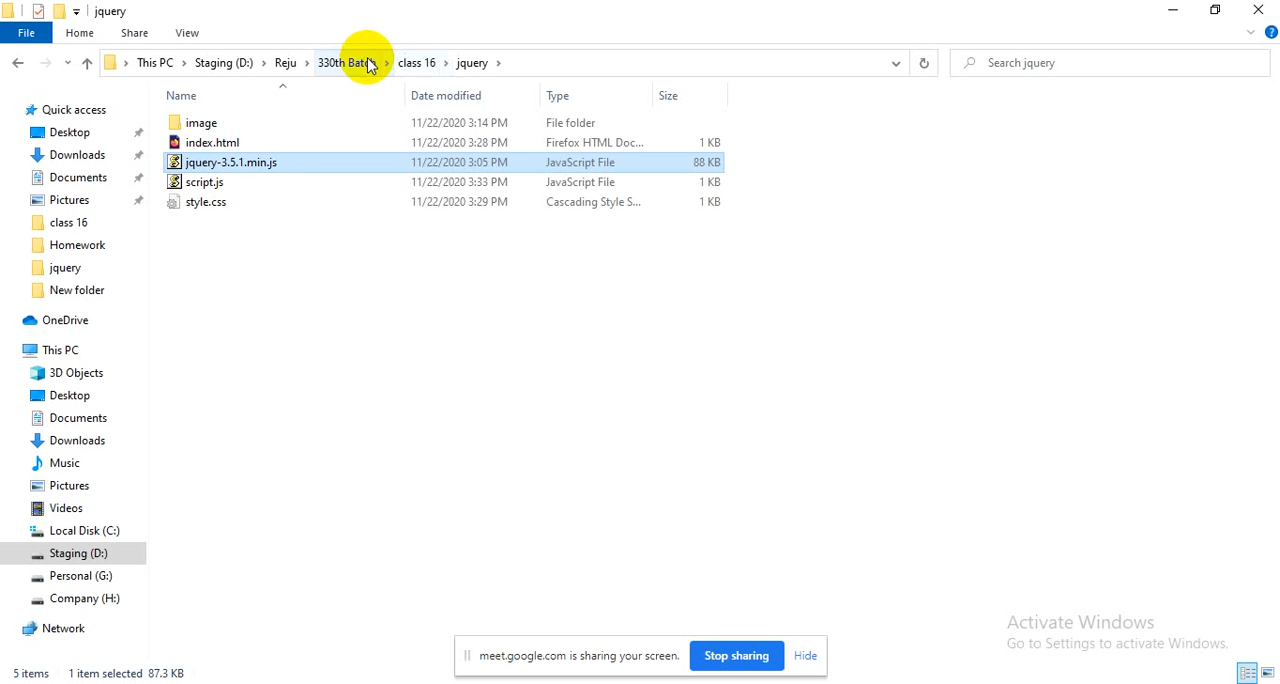 jquery
File Home Share View
This PC Staging (D:) Reju 330th Batch class 16 jquery Search jquery
Name Date modified Type Size
Quick access
Desktop
Downloads
Documents
Pictures
class 16
Homework
jquery
New folder
OneDrive
This PC
3D Objects
Desktop
Documents
Downloads
Music
Pictures
Videos
Local Disk (C:)
Staging (D:)
Personal (G:)
Company (H:)
Network
image 11/22/2020 3:14 PM File folder
index.html 11/22/2020 3:28 PM Firefox HTML Doc... 1 KB
jquery-3.5.1.min.js 11/22/2020 3:05 PM JavaScript File 88 KB
script.js 11/22/2020 3:33 PM JavaScript File 1 KB
style.css 11/22/2020 3:29 PM Cascading Style S... 1 KB
Activate Windows
Go to Settings to activate Windows.
meet.google.com is sharing your screen. Stop sharing Hide
5 items 1 item selected 87.3 KB